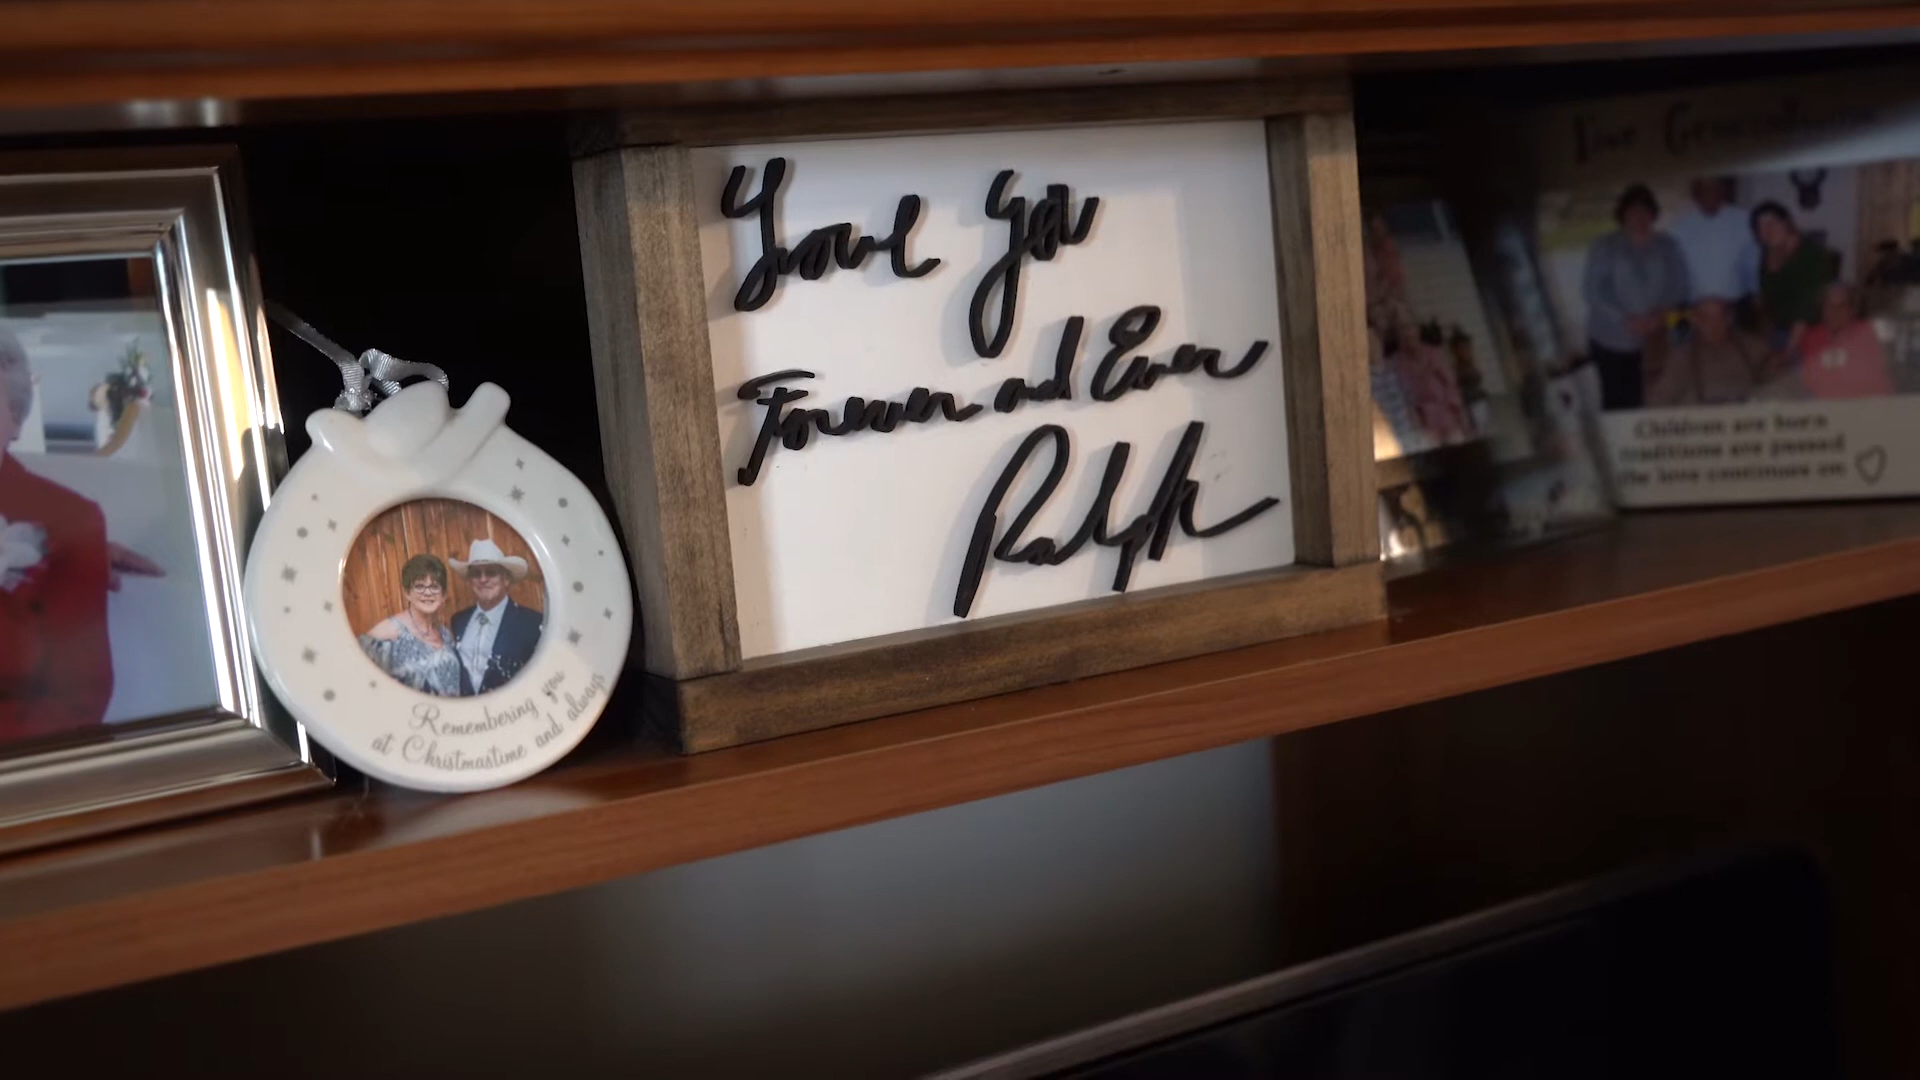 Remembering you
at Christmastime and always
Love You
Forever and Ever
Ralph
Children are born
traditions are passed
the love continues on